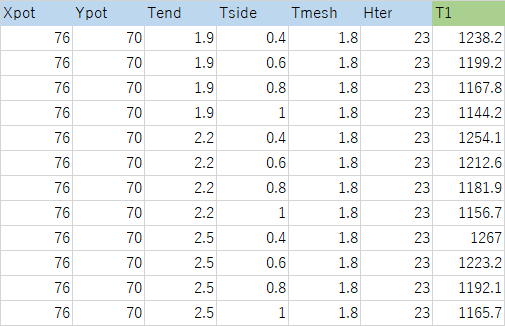 Xpot Ypot Tend Tside Tmesh Hter T1
76 70 1.9 0.4 1.8 23 1238.2
76 70 1.9 0.6 1.8 23 1199.2
76 70 1.9 0.8 1.8 23 1167.8
76 70 1.9 1 1.8 23 1144.2
76 70 2.2 0.4 1.8 23 1254.1
76 70 2.2 0.6 1.8 23 1212.6
76 70 2.2 0.8 1.8 23 1181.9
76 70 2.2 1 1.8 23 1156.7
76 70 2.5 0.4 1.8 23 1267
76 70 2.5 0.6 1.8 23 1223.2
76 70 2.5 0.8 1.8 23 1192.1
76 70 2.5 1 1.8 23 1165.7